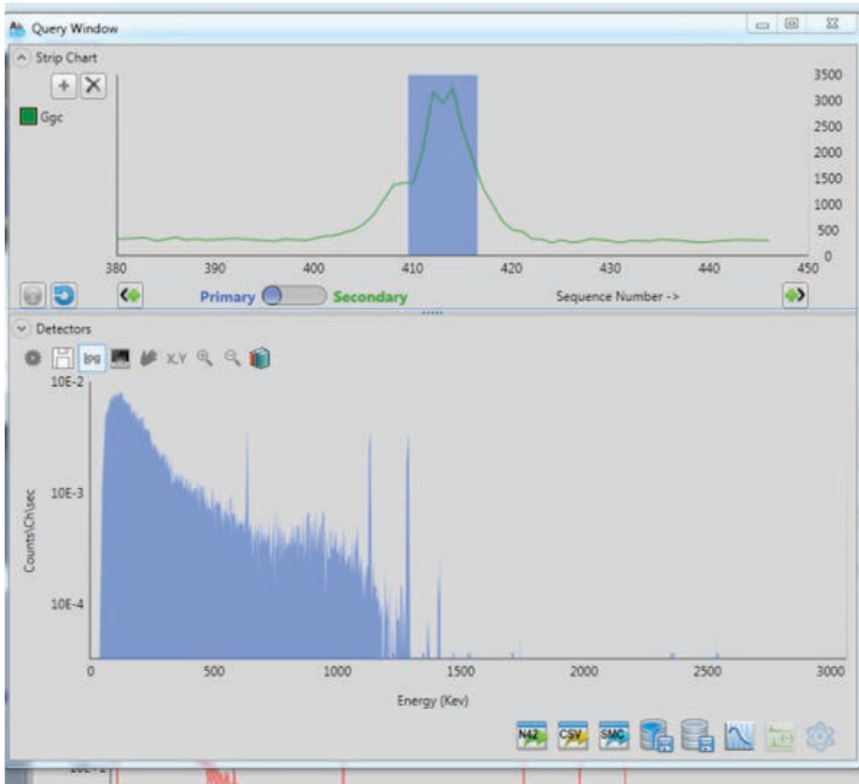 Query Window
Strip Chart
Ggc
3500
3000
2500
2000
1500
1000
500
0
380 390 400 410 420 430 440 450
Primary Secondary Sequence Number ->
Detectors
log X,Y
10E-2
10E-3
10E-4
Counts\Ch\sec
0 500 1000 1500 2000 2500 3000
Energy (Kev)
N42 CSV SMC